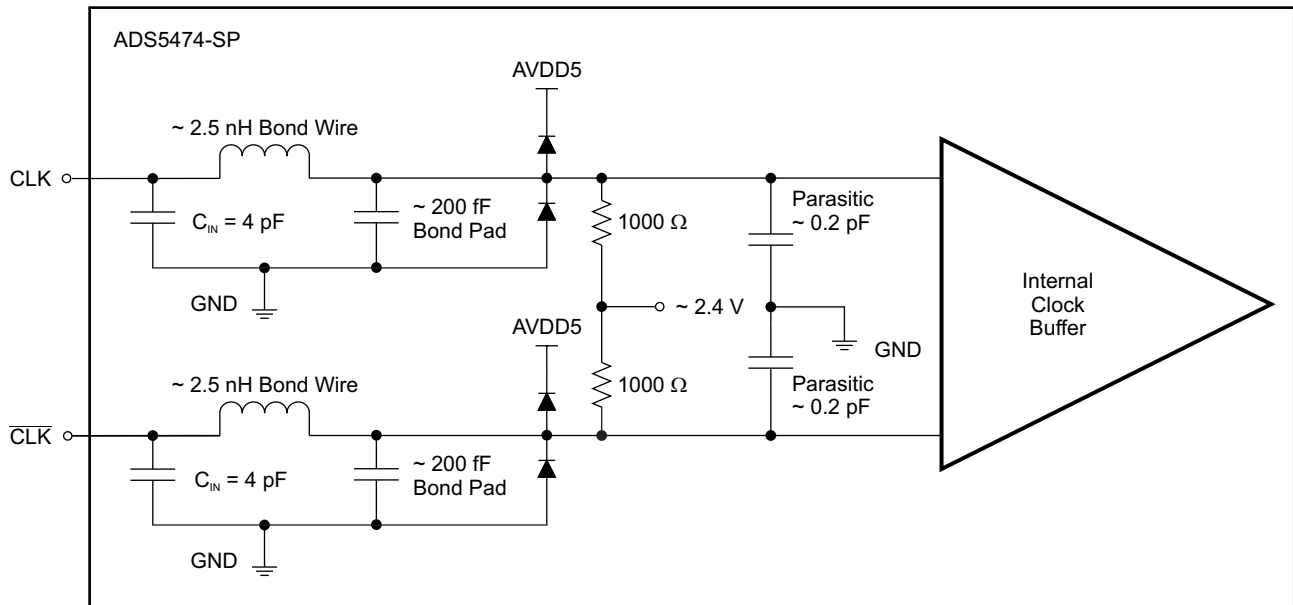 ADS5474-SP
AVDD5
~ 2.5 nH Bond Wire
CLK
C_IN = 4 pF
~ 200 fF
Bond Pad
1000 Ω
Parasitic
~ 0.2 pF
GND
~ 2.4 V
Internal
Clock
Buffer
AVDD5
GND
~ 2.5 nH Bond Wire
1000 Ω
Parasitic
~ 0.2 pF
C̅L̅K̅
C_IN = 4 pF
~ 200 fF
Bond Pad
GND